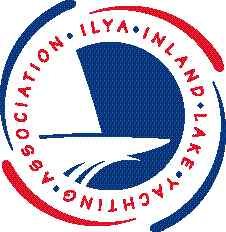 ILYA • INLAND • LAKE • YACHTING • ASSOCIATION •